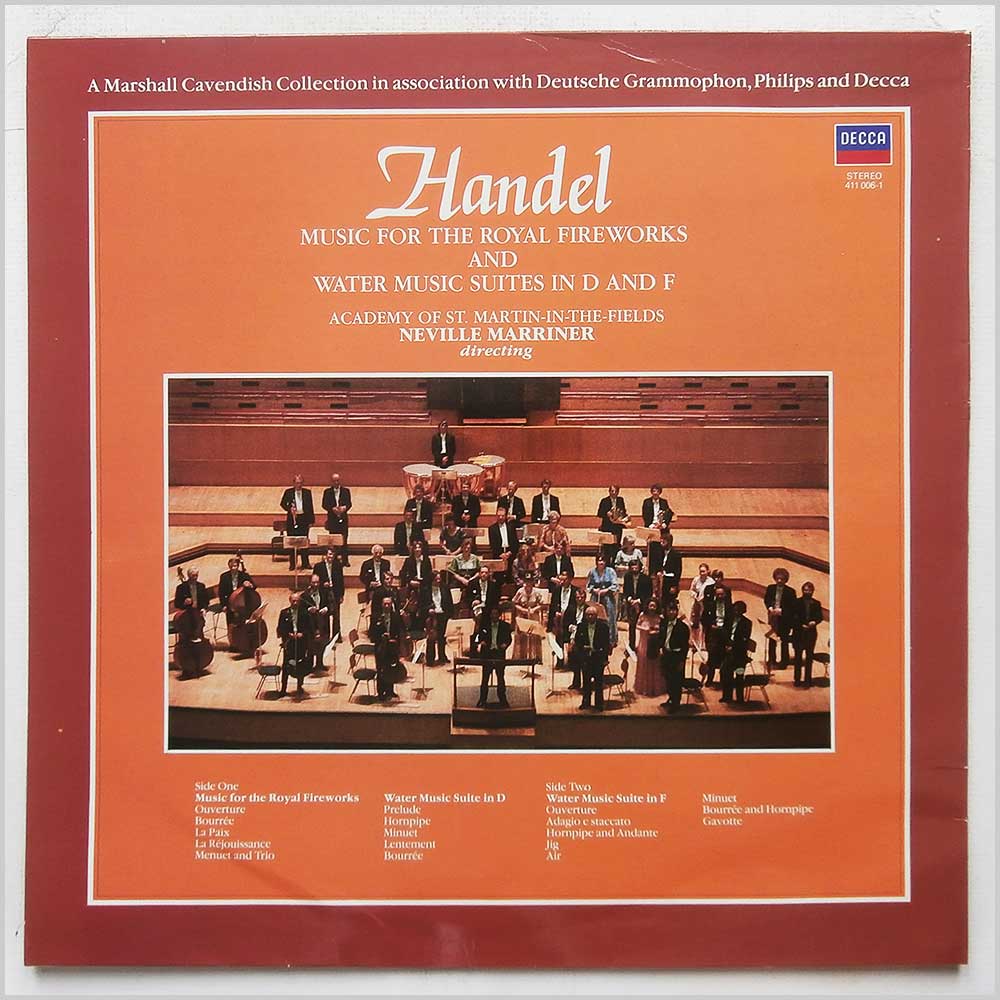 A Marshall Cavendish Collection in association with Deutsche Grammophon, Philips and Decca
DECCA
STEREO
411 006-1
Handel
MUSIC FOR THE ROYAL FIREWORKS
AND
WATER MUSIC SUITES IN D AND F
ACADEMY OF ST. MARTIN-IN-THE-FIELDS
NEVILLE MARRINER
directing
Side One
Music for the Royal Fireworks
Ouverture
Bourrée
La Paix
La Réjouissance
Menuet and Trio
Water Music Suite in D
Prelude
Hornpipe
Minuet
Lentement
Bourrée
Side Two
Water Music Suite in F
Ouverture
Adagio e staccato
Hornpipe and Andante
Jig
Air
Minuet
Bourrée and Hornpipe
Gavotte